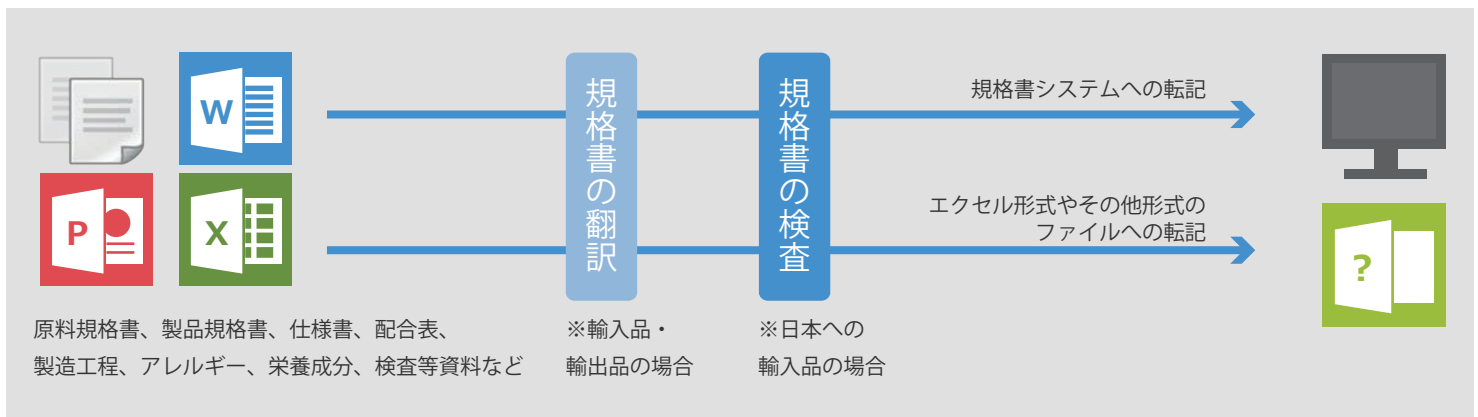 W
P
X
原料規格書、製品規格書、仕様書、配合表、
製造工程、アレルギー、栄養成分、検査等資料など
規格書の翻訳
※輸入品・
輸出品の場合
規格書の検査
※日本への
輸入品の場合
規格書システムへの転記
エクセル形式やその他形式の
ファイルへの転記
?